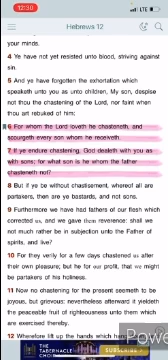 12:30
LTE
Hebrews 12
your minds.
4 Ye have not yet resisted unto blood, striving against
sin.
5 And ye have forgotten the exhortation which
speaketh unto you as unto children, My son, despise
not thou the chastening of the Lord, nor faint when
thou art rebuked of him:
6 For whom the Lord loveth he chasteneth, and
scourgeth every son whom he receiveth.
7 If ye endure chastening, God dealeth with you as
with sons; for what son is he whom the father
chasteneth not?
8 But if ye be without chastisement, whereof all are
partakers, then are ye bastards, and not sons.
9 Furthermore we have had fathers of our flesh which
corrected us, and we gave them reverence: shall we
not much rather be in subjection unto the Father of
spirits, and live?
10 For they verily for a few days chastened us after
their own pleasure; but he for our profit, that we might
be partakers of his holiness.
11 Now no chastening for the present seemeth to be
joyous, but grievous: nevertheless afterward it yieldeth
the peaceable fruit of righteousness unto them which
are exercised thereby.
12 Wherefore lift up the hands which hang
THE
TABERNACLE